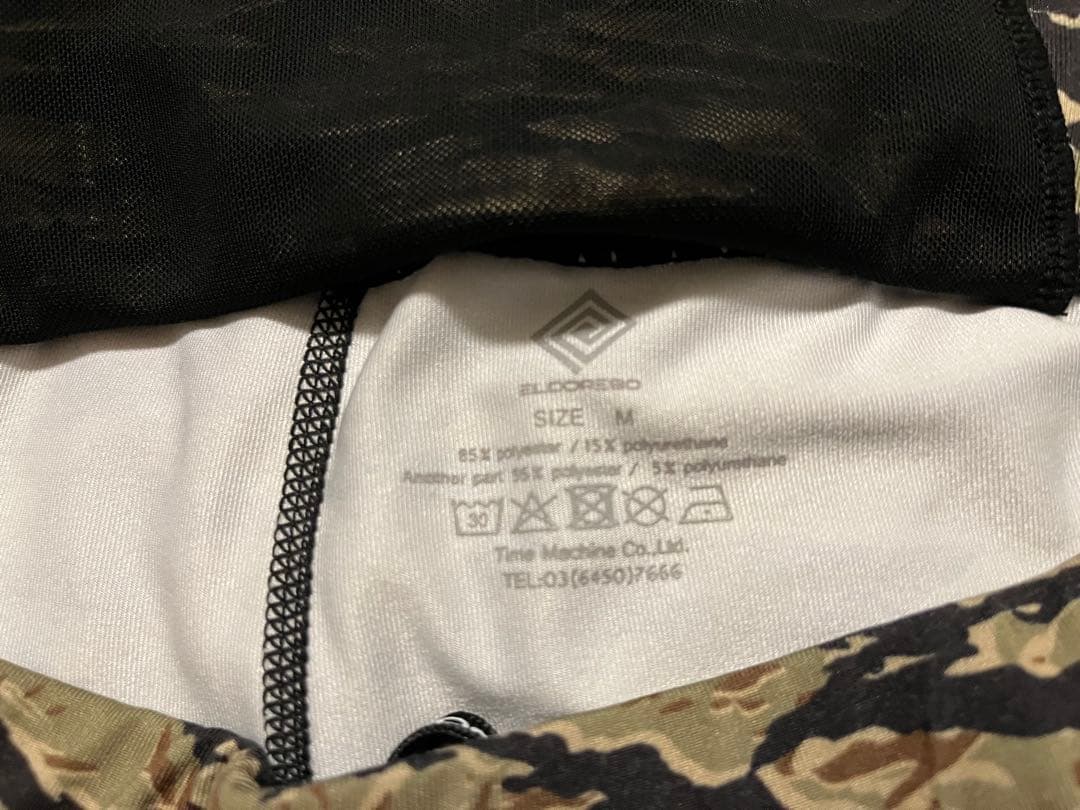 ELDORESO
SIZE M
85% polyester / 15% polyurethane
Another part 95% polyester / 5% polyurethane
30
Time Machine Co.,Ltd.
TEL:03(6450)7666